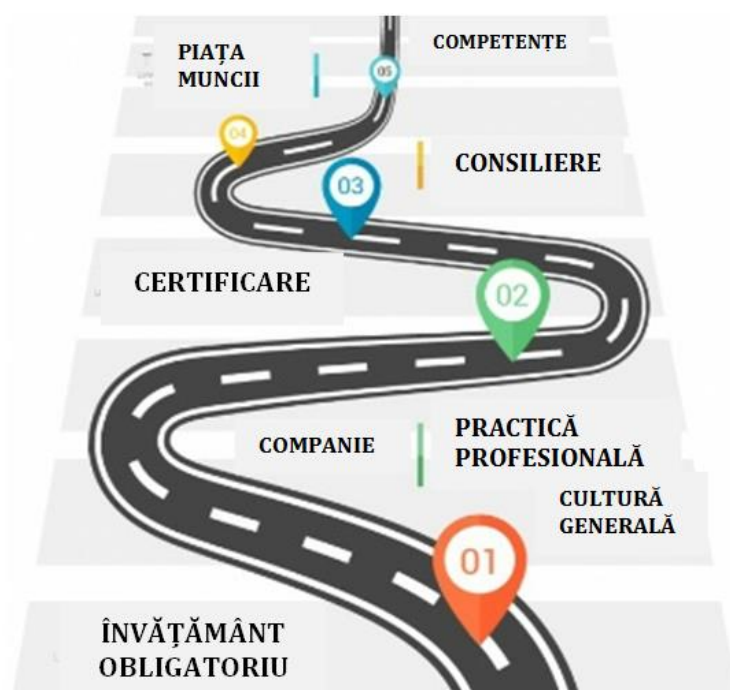 PIAȚA
MUNCII
COMPETENȚE
05
04
CONSILIERE
03
CERTIFICARE
02
COMPANIE
PRACTICĂ
PROFESIONALĂ
CULTURĂ
GENERALĂ
01
ÎNVĂȚĂMÂNT
OBLIGATORIU